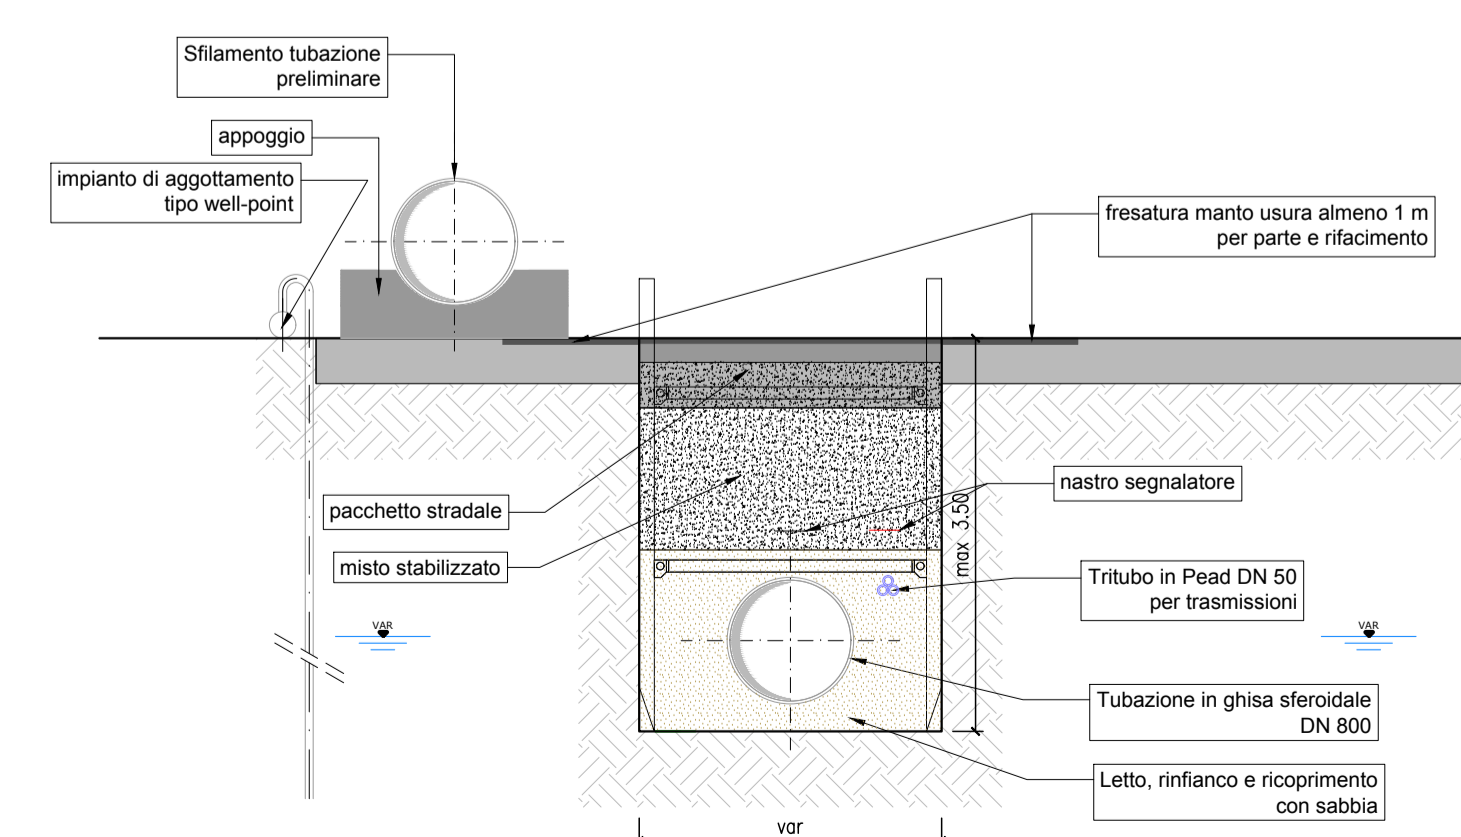 Sfilamento tubazione
preliminare
appoggio
impianto di aggottamento
tipo well-point
fresatura manto usura almeno 1 m
per parte e rifacimento
pacchetto stradale
misto stabilizzato
nastro segnalatore
max 3.50
Tritubo in Pead DN 50
per trasmissioni
VAR
VAR
Tubazione in ghisa sferoidale
DN 800
Letto, rinfianco e ricoprimento
con sabbia
var